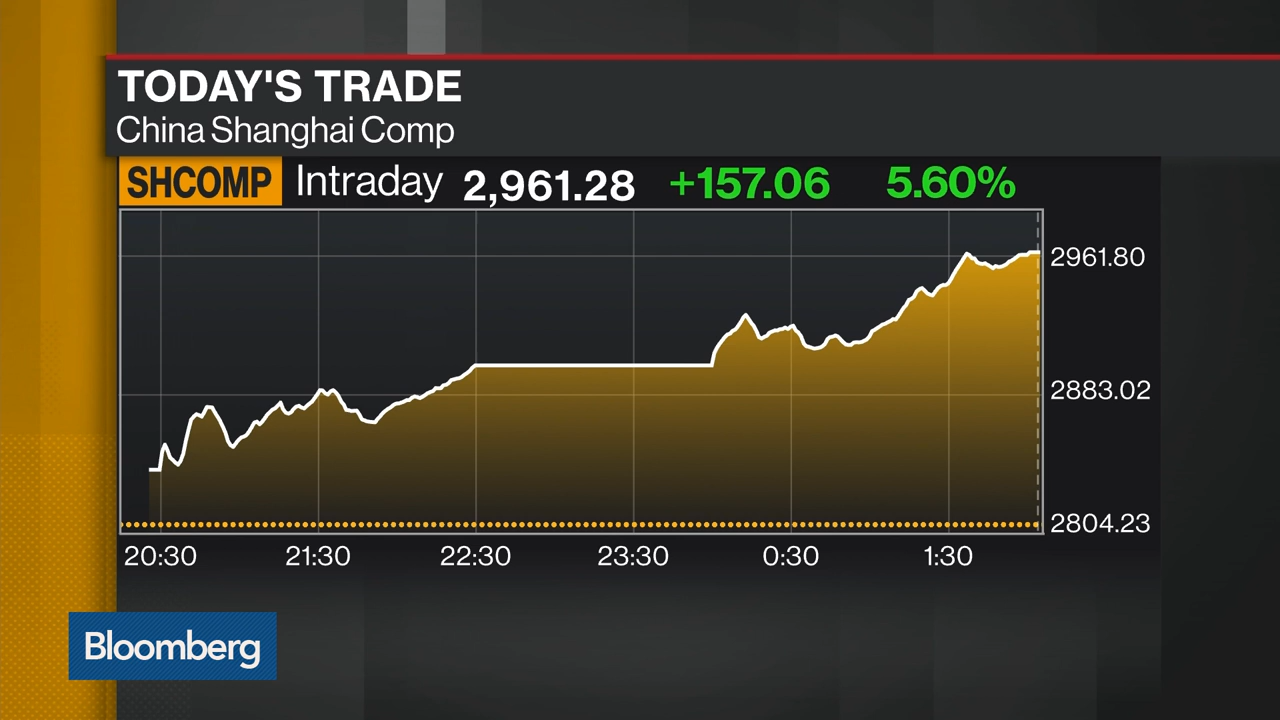 TODAY'S TRADE
China Shanghai Comp
SHCOMP Intraday 2,961.28 +157.06 5.60%
2961.80
2883.02
2804.23
20:30 21:30 22:30 23:30 0:30 1:30
Bloomberg